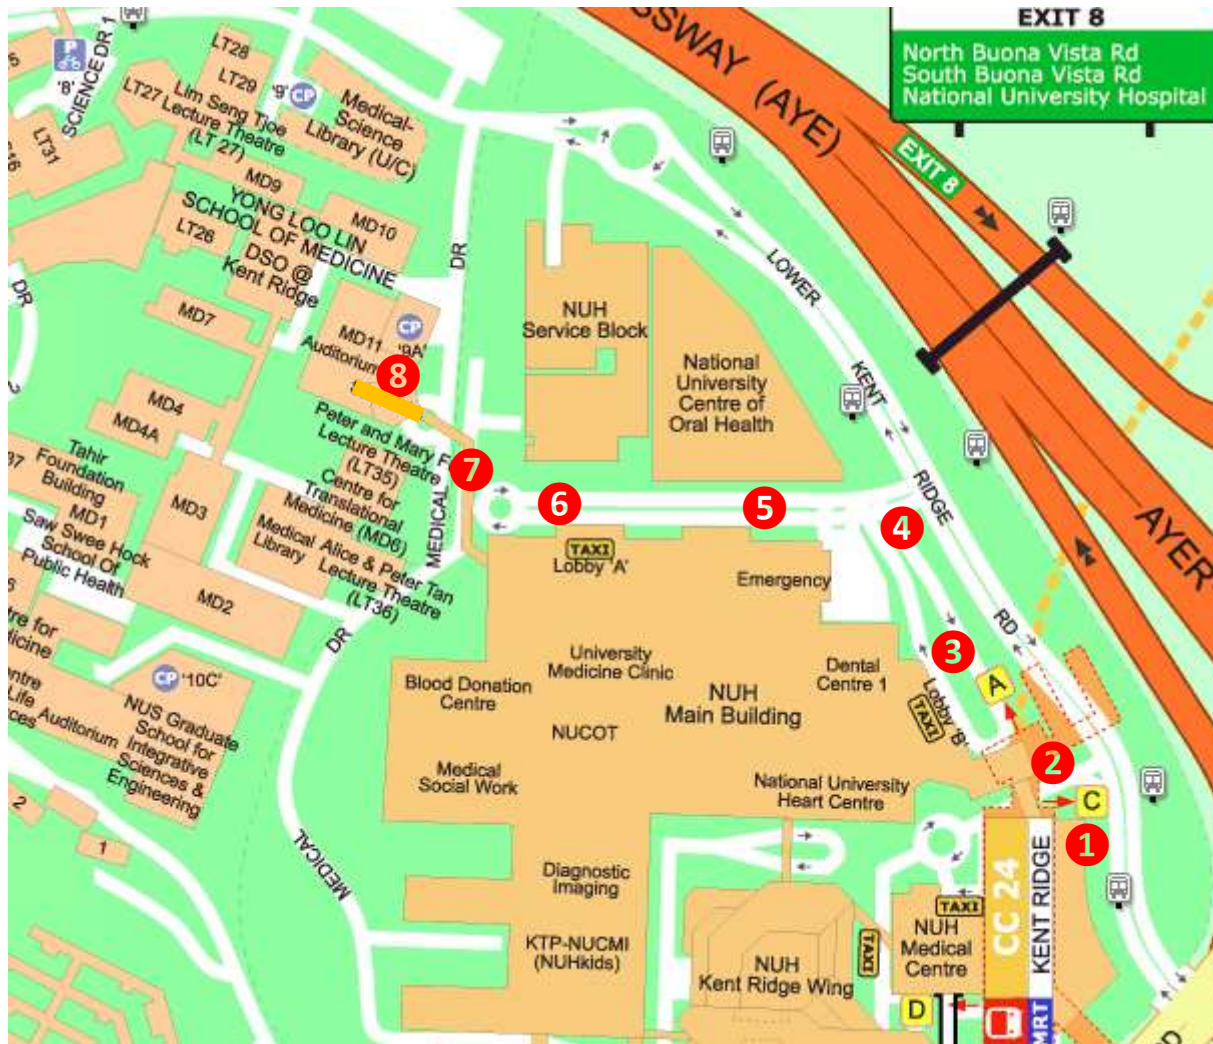 EXIT 8
North Buona Vista Rd
South Buona Vista Rd
National University Hospital
SSWAY (AYE)
EXIT 8
AYER
SCIENCE DR 1
P
'8'
LT31
LT28
LT29
LT27
Lim Seng Tjoe
Lecture Theatre
(LT 27)
'9'
CP
Medical-
Science
Library (U/C)
MD9
YONG LOO LIN
SCHOOL OF MEDICINE
MD10
LT26
DSO @
Kent Ridge
DR
DR
MD7
MD11
Auditorium
CP
'9A'
8
NUH
Service Block
National
University
Centre of
Oral Health
LOWER
KENT
RIDGE
RD
MD4
MD4A
Peter and Mary F
Lecture Theatre
(LT35)
Centre for
Translational
Medicine (MD6)
7
6
5
4
Tahir
Foundation
Building
MD1
Saw Swee Hock
School Of
Public Health
MD3
MD2
Medical
Library
Alice & Peter Tan
Lecture Theatre
(LT36)
MEDICAL
DR
TAXI
Lobby 'A'
Emergency
University
Medicine Clinic
Dental
Centre 1
3
A
Lobby 'B'
TAXI
Blood Donation
Centre
NUH
Main Building
NUCOT
2
Medical
Social Work
National University
Heart Centre
C
1
CP
'10C'
NUS Graduate
School for
Integrative
Sciences &
Engineering
Auditorium
2
1
MEDICAL
Diagnostic
Imaging
KTP-NUCMI
(NUHkids)
NUH
Kent Ridge Wing
TAXI
TAXI
NUH
Medical
Centre
CC 24
KENT RIDGE
D
MRT